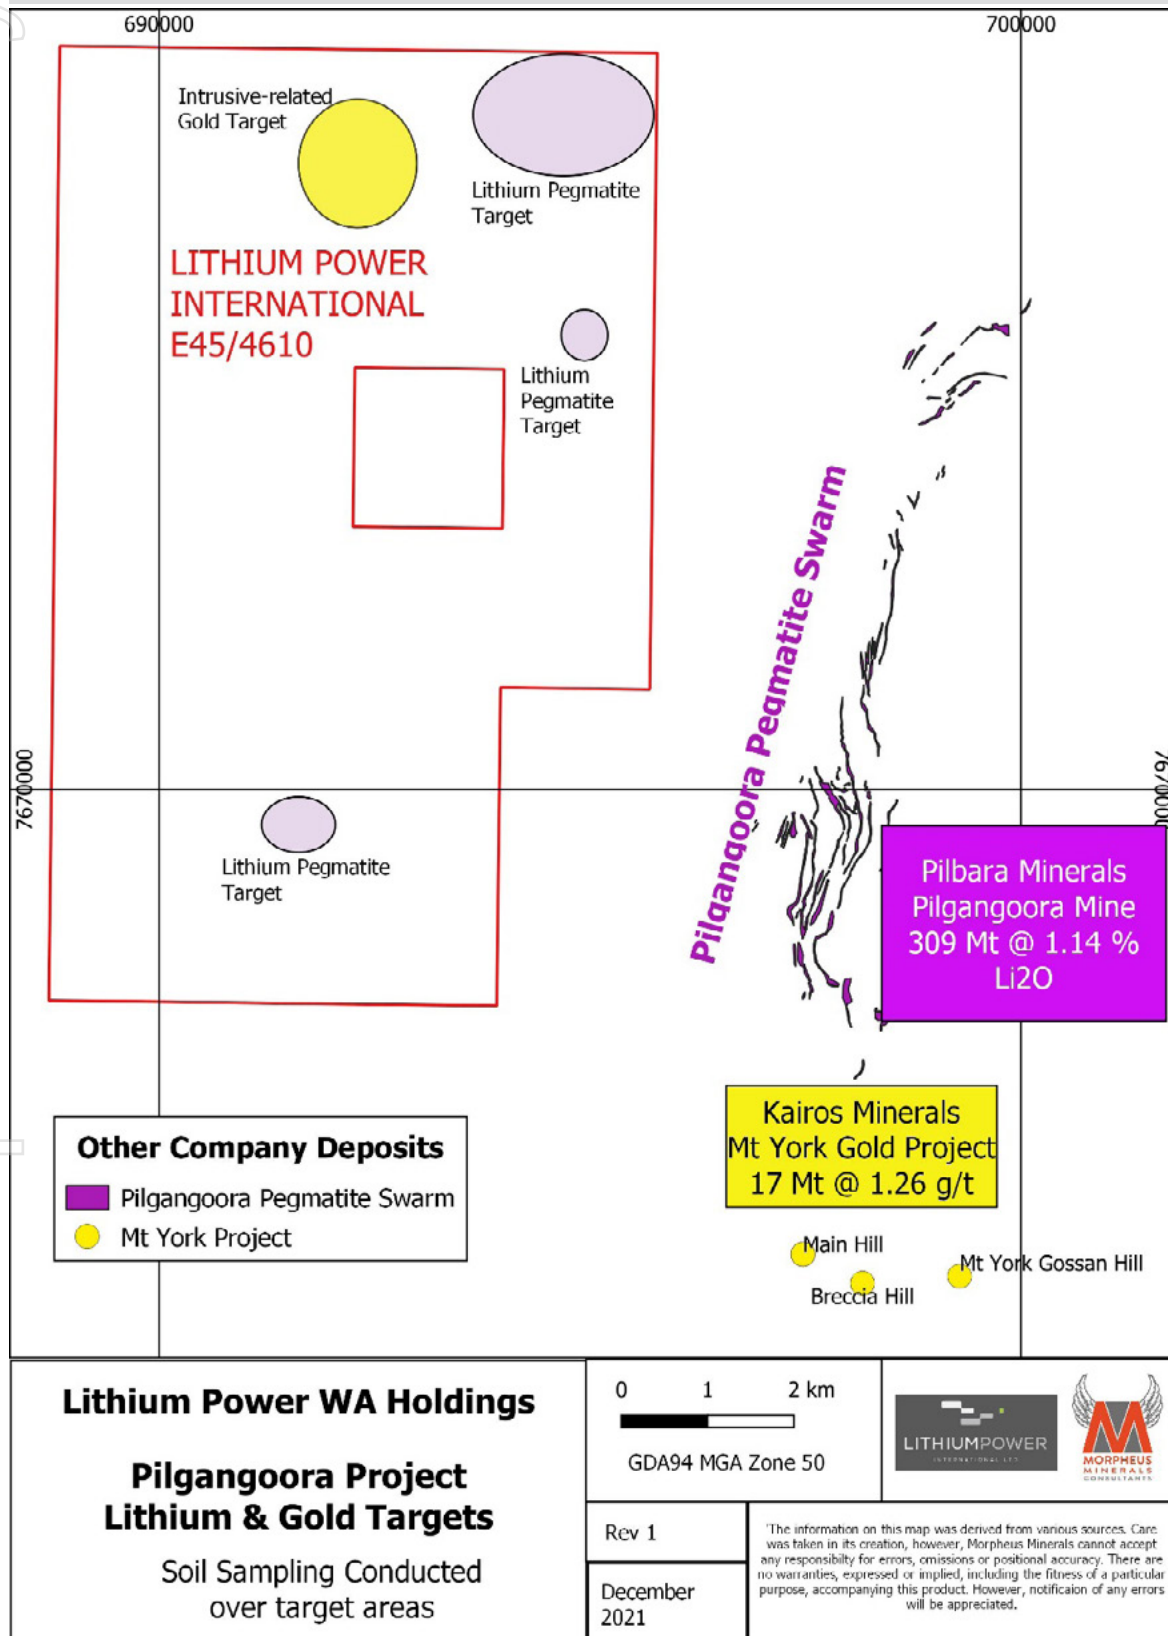 690000
700000
Intrusive-related
Gold Target
Lithium Pegmatite
Target
LITHIUM POWER
INTERNATIONAL
E45/4610
Lithium
Pegmatite
Target
Pilgangoora Pegmatite Swarm
7670000
Lithium Pegmatite
Target
Pilbara Minerals
Pilgangoora Mine
309 Mt @ 1.14 %
Li2O
Kairos Minerals
Mt York Gold Project
17 Mt @ 1.26 g/t
Other Company Deposits
Pilgangoora Pegmatite Swarm
Mt York Project
Main Hill
Mt York Gossan Hill
Breccia Hill
Lithium Power WA Holdings
Pilgangoora Project
Lithium & Gold Targets
Soil Sampling Conducted
over target areas
0 1 2 km
GDA94 MGA Zone 50
LITHIUMPOWER
INTERNATIONAL LTD
MORPHEUS
MINERALS
CONSULTANTS
Rev 1
December
2021
'The information on this map was derived from various sources. Care
was taken in its creation, however, Morpheus Minerals cannot accept
any responsibilty for errors, omissions or positional accuracy. There are
no warranties, expressed or implied, including the fitness of a particular
purpose, accompanying this product. However, notificaion of any errors
will be appreciated.